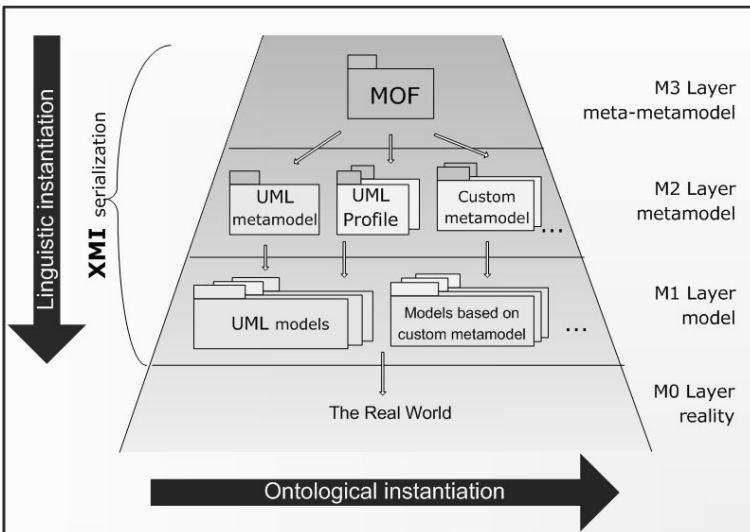 Linguistic instantiation
XMI serialization
MOF
M3 Layer
meta-metamodel
UML
metamodel
UML
Profile
Custom
metamodel
...
M2 Layer
metamodel
UML models
Models based on
custom metamodel
...
M1 Layer
model
The Real World
M0 Layer
reality
Ontological instantiation